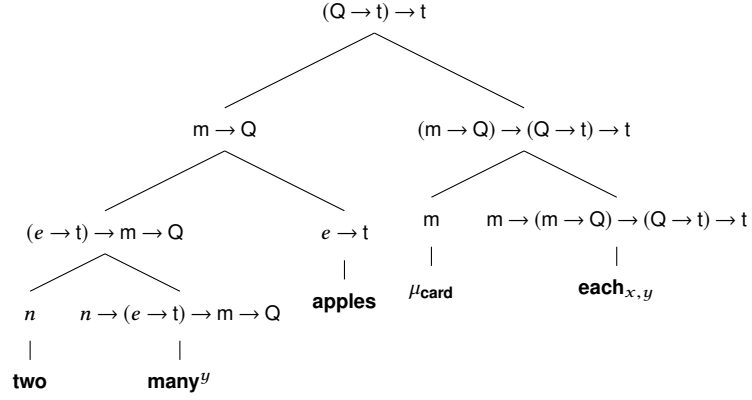 (Q → t) → t
m → Q (m → Q) → (Q → t) → t
(e → t) → m → Q e → t m m → (m → Q) → (Q → t) → t
apples μcard eachx,y
n n → (e → t) → m → Q
two manyʸ